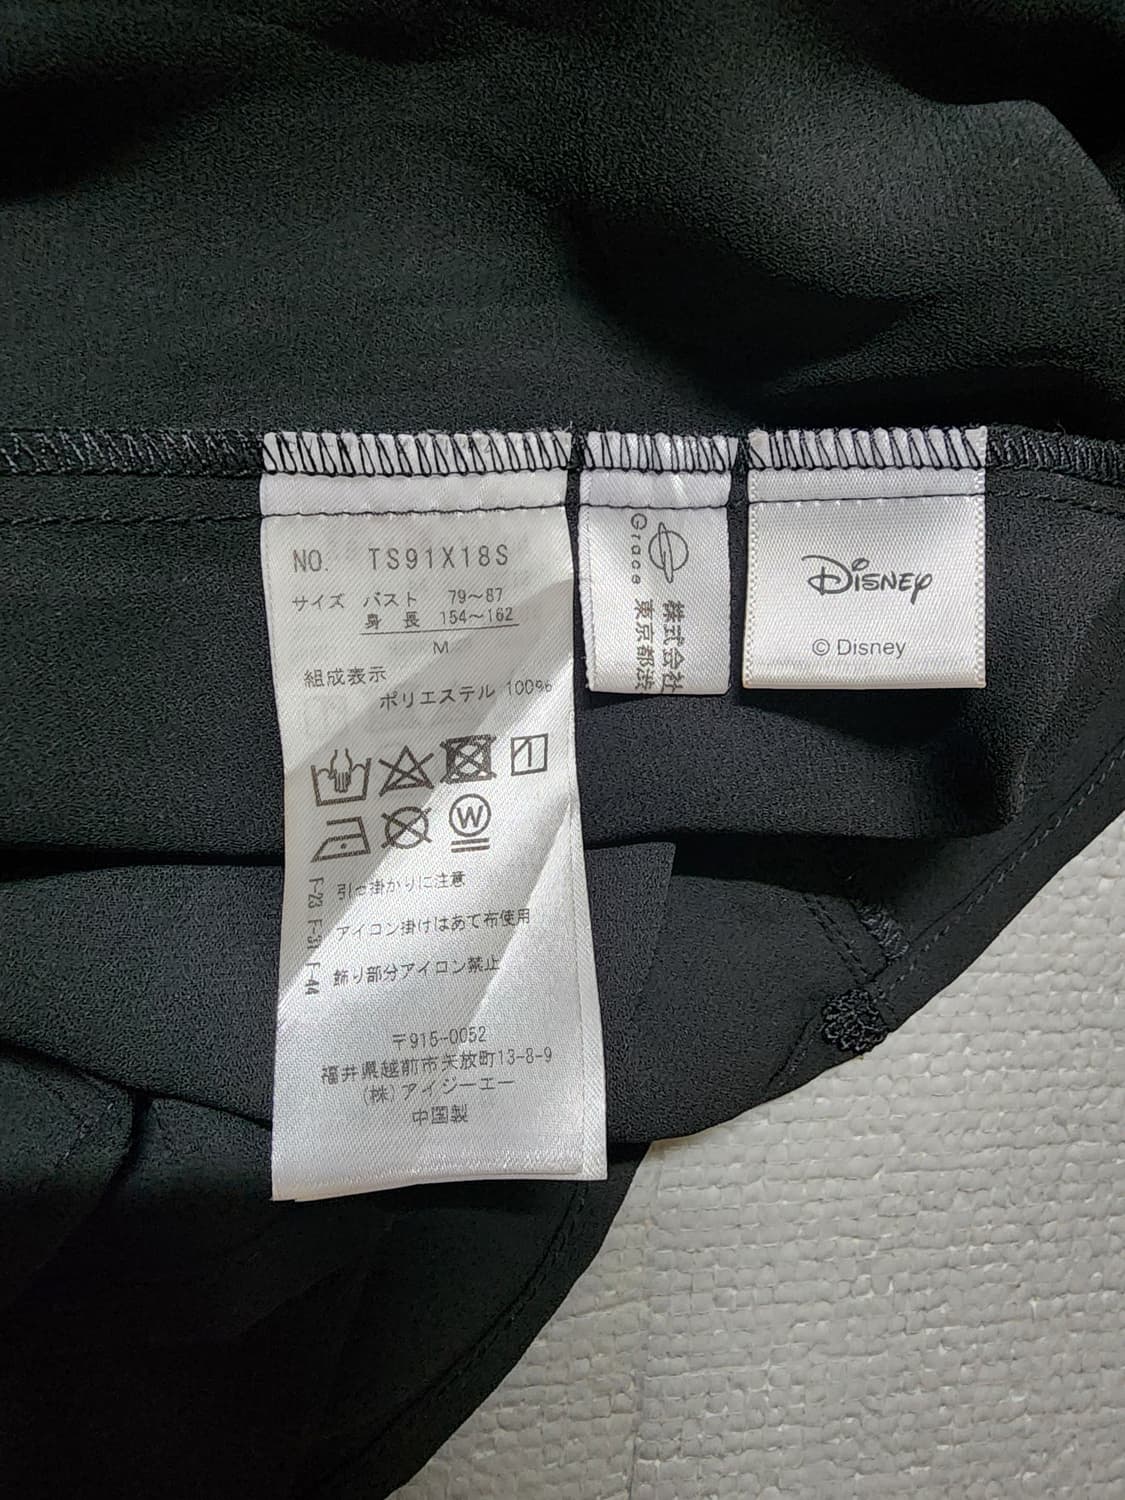 NO. TS91X18S
サイズ バスト 79～87
身長 154～162
M
組成表示
ポリエステル 100%
W
F-23 引っ掛かりに注意
F-31 アイコン掛けはあて布使用
F-44 飾り部分アイロン禁止
〒915-0052
福井県越前市矢放町13-8-9
(株)アイジーエー
中国製
Grace
株式会社
東京都渋
Disney
© Disney